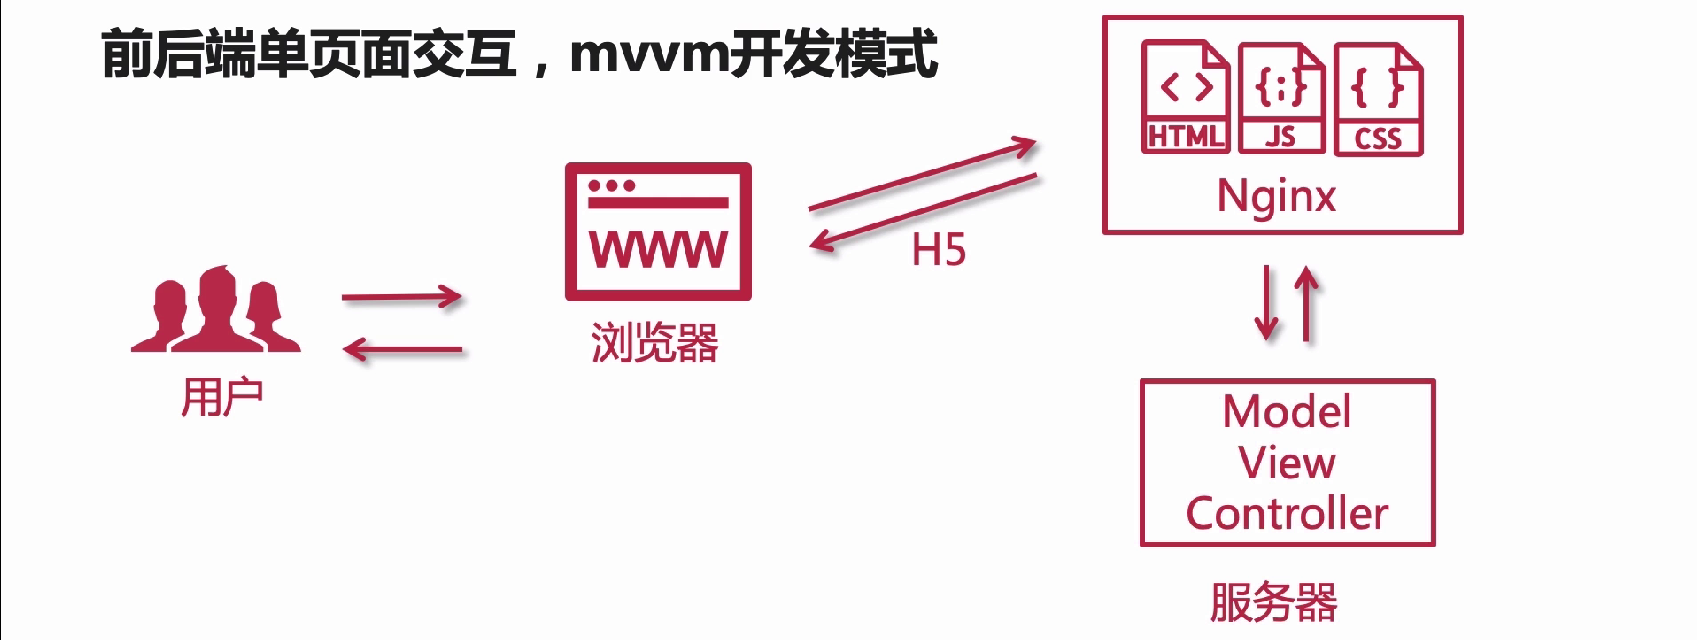 前后端单页面交互，mvvm开发模式
< >
HTML
{;}
JS
{ }
CSS
Nginx
WWW
H5
浏览器
用户
Model
View
Controller
服务器